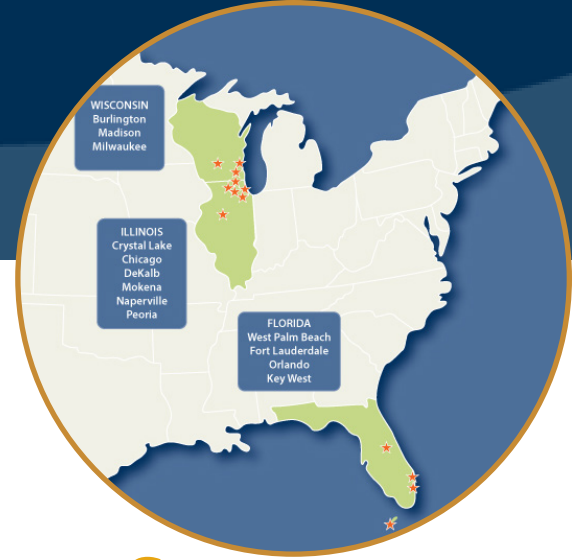 WISCONSIN
Burlington
Madison
Milwaukee
ILLINOIS
Crystal Lake
Chicago
DeKalb
Mokena
Naperville
Peoria
FLORIDA
West Palm Beach
Fort Lauderdale
Orlando
Key West